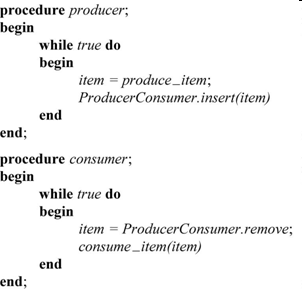 procedure producer;
begin
while true do
begin
item = produce_item;
ProducerConsumer.insert(item)
end
end;
procedure consumer;
begin
while true do
begin
item = ProducerConsumer.remove;
consume_item(item)
end
end;